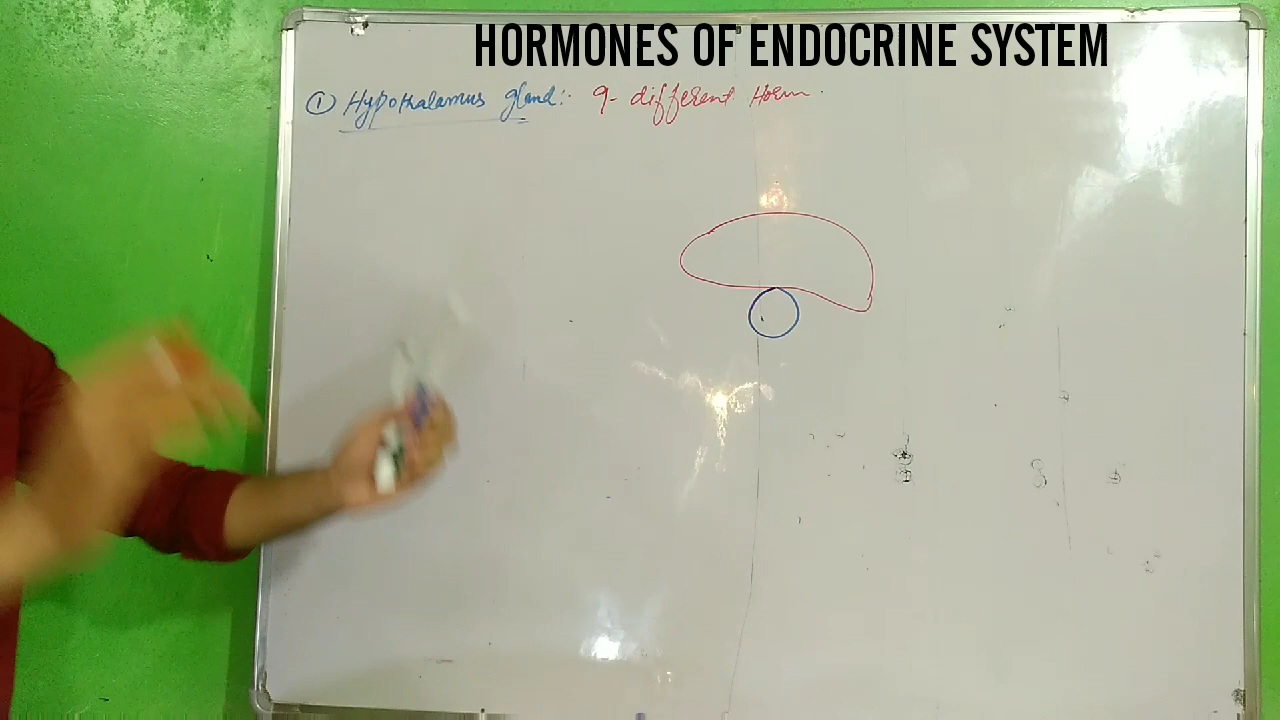 HORMONES OF ENDOCRINE SYSTEM
① Hypothalamus gland:- 9- different Horm